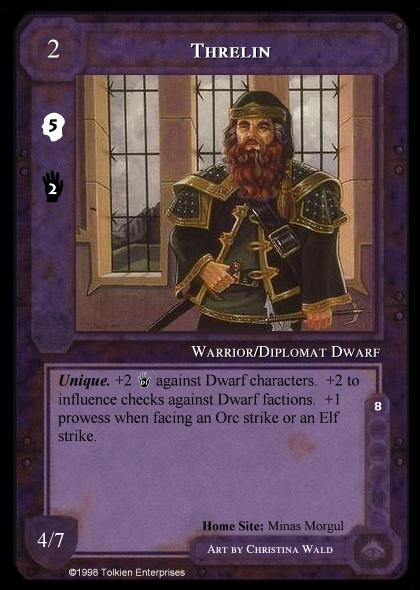 2
THRELIN
5
2
WARRIOR/DIPLOMAT DWARF
Unique. +2 against Dwarf characters. +2 to
influence checks against Dwarf factions. +1
prowess when facing an Orc strike or an Elf
strike.
8
Home Site: Minas Morgul
4/7
ART BY CHRISTINA WALD
©1998 Tolkien Enterprises